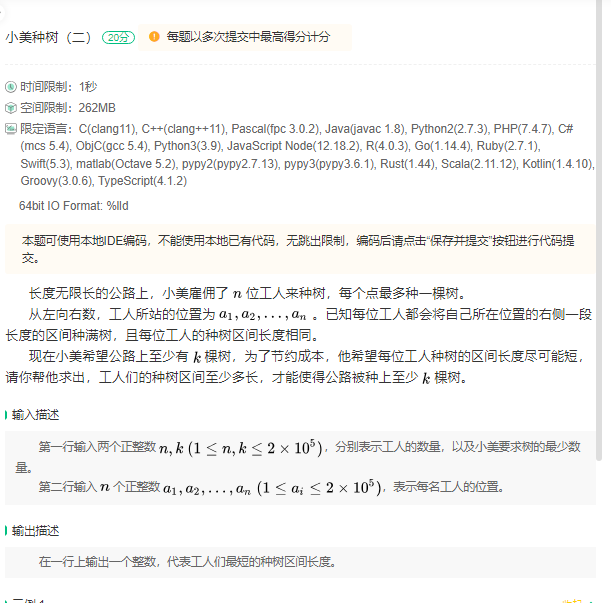 小美种树（二） 20分 每题以多次提交中最高得分计分
时间限制：1秒
空间限制：262MB
限定语言：C(clang11), C++(clang++11), Pascal(fpc 3.0.2), Java(javac 1.8), Python2(2.7.3), PHP(7.4.7), C#
(mcs 5.4), ObjC(gcc 5.4), Python3(3.9), JavaScript Node(12.18.2), R(4.0.3), Go(1.14.4), Ruby(2.7.1),
Swift(5.3), matlab(Octave 5.2), pypy2(pypy2.7.13), pypy3(pypy3.6.1), Rust(1.44), Scala(2.11.12), Kotlin(1.4.10),
Groovy(3.0.6), TypeScript(4.1.2)
64bit IO Format: %lld
本题可使用本地IDE编码，不能使用本地已有代码，无跳出限制，编码后请点击“保存并提交”按钮进行代码提
交。
长度无限长的公路上，小美雇佣了 n 位工人来种树，每个点最多种一棵树。
从左向右数，工人所站的位置为 a₁, a₂, . . . , aₙ 。已知每位工人都会将自己所在位置的右侧一段
长度的区间种满树，且每位工人的种树区间长度相同。
现在小美希望公路上至少有 k 棵树，为了节约成本，他希望每位工人种树的区间长度尽可能短，
请你帮他求出，工人们的种树区间至少多长，才能使得公路被种上至少 k 棵树。
输入描述
第一行输入两个正整数 n, k (1 ≤ n, k ≤ 2 × 10⁵)，分别表示工人的数量，以及小美要求树的最少数
量。
第二行输入 n 个正整数 a₁, a₂, . . . , aₙ (1 ≤ aᵢ ≤ 2 × 10⁵)，表示每名工人的位置。
输出描述
在一行上输出一个整数，代表工人们最短的种树区间长度。